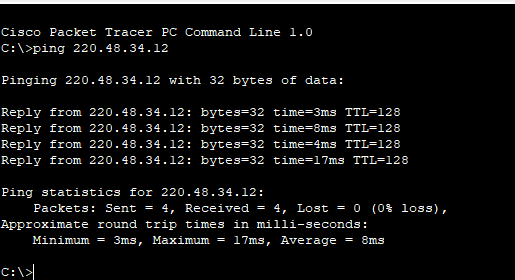 Cisco Packet Tracer PC Command Line 1.0
C:\>ping 220.48.34.12
Pinging 220.48.34.12 with 32 bytes of data:
Reply from 220.48.34.12: bytes=32 time=3ms TTL=128
Reply from 220.48.34.12: bytes=32 time=8ms TTL=128
Reply from 220.48.34.12: bytes=32 time=4ms TTL=128
Reply from 220.48.34.12: bytes=32 time=17ms TTL=128
Ping statistics for 220.48.34.12:
Packets: Sent = 4, Received = 4, Lost = 0 (0% loss),
Approximate round trip times in milli-seconds:
Minimum = 3ms, Maximum = 17ms, Average = 8ms
C:\>